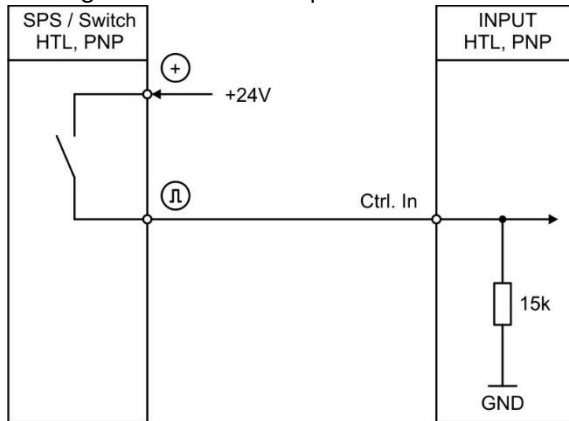 SPS / Switch
HTL, PNP
INPUT
HTL, PNP
+
+24V
Ctrl. In
15k
GND